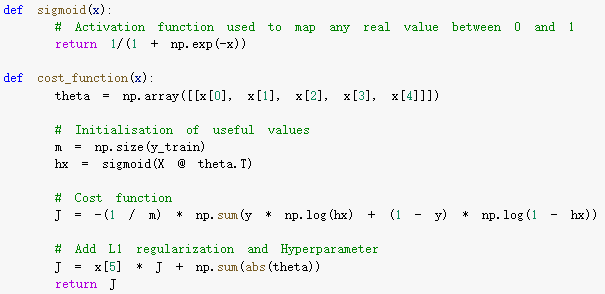 def sigmoid(x):
# Activation function used to map any real value between 0 and 1
return 1/(1 + np.exp(-x))
def cost_function(x):
theta = np.array([[x[0], x[1], x[2], x[3], x[4]]])
# Initialisation of useful values
m = np.size(y_train)
hx = sigmoid(X @ theta.T)
# Cost function
J = -(1 / m) * np.sum(y * np.log(hx) + (1 - y) * np.log(1 - hx))
# Add L1 regularization and Hyperparameter
J = x[5] * J + np.sum(abs(theta))
return J